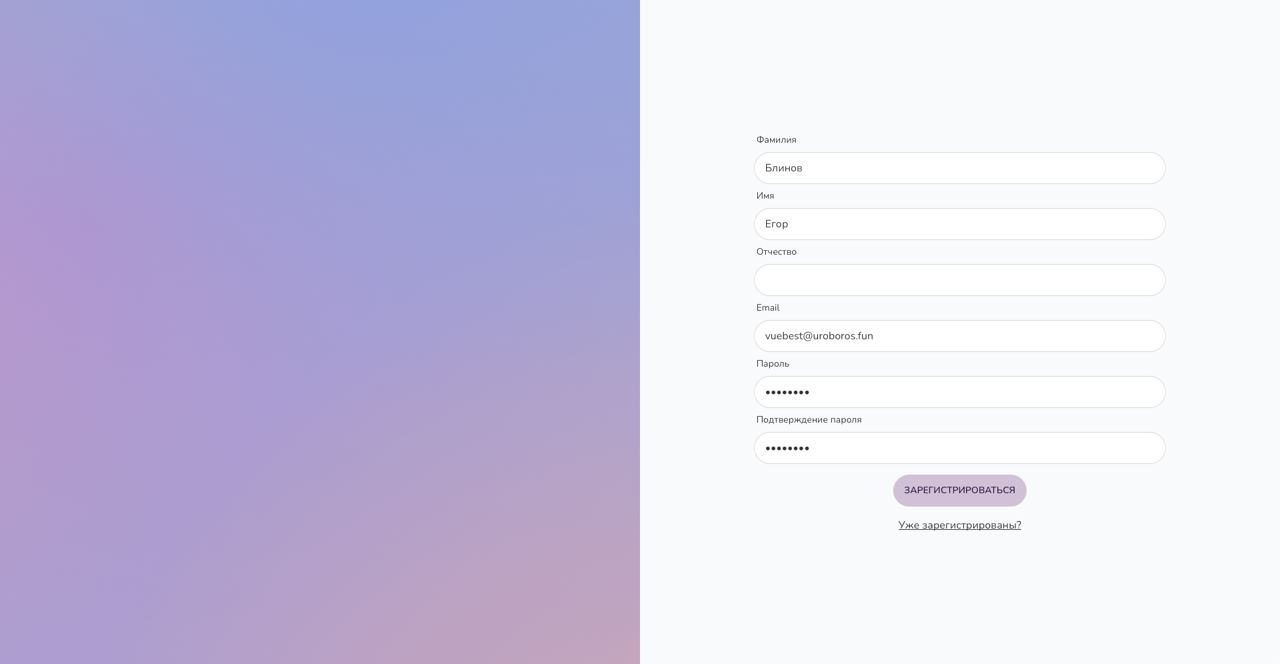 Фамилия
Блинов
Имя
Егор
Отчество
Email
vuebest@uroboros.fun
Пароль
••••••••
Подтверждение пароля
••••••••
ЗАРЕГИСТРИРОВАТЬСЯ
Уже зарегистрированы?